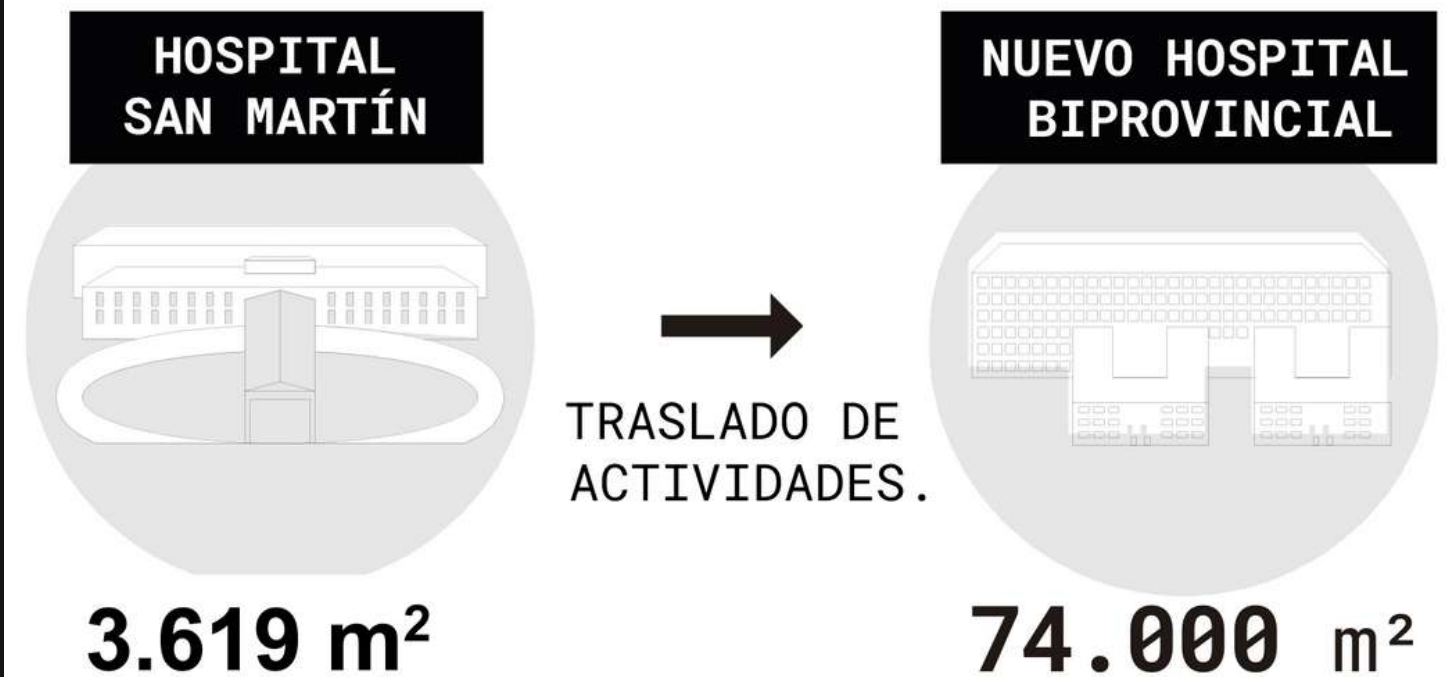 HOSPITAL
SAN MARTÍN
NUEVO HOSPITAL
BIPROVINCIAL
TRASLADO DE
ACTIVIDADES.
3.619 m²
74.000 m²